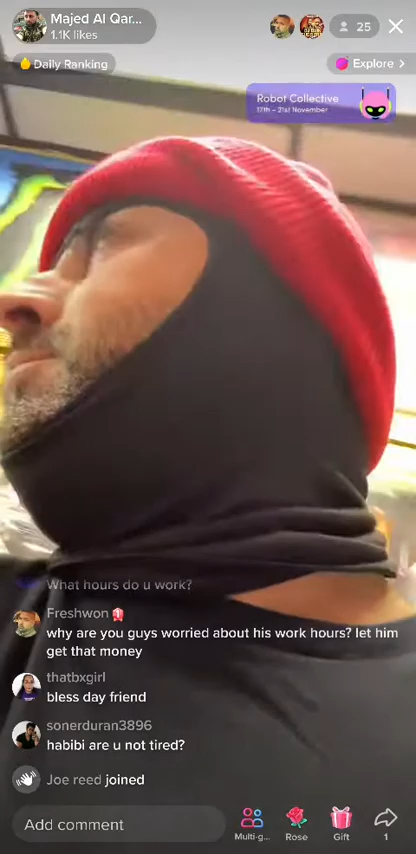 Majed Al Qar...
1.1K likes
25
Daily Ranking
Explore >
Robot Collective
17th - 21st November
What hours do u work?
Freshwon
why are you guys worried about his work hours? let him
get that money
thatbxgirl
bless day friend
sonerduran3896
habibi are u not tired?
Joe reed joined
Add comment
Multi-g...
Rose
Gift
1